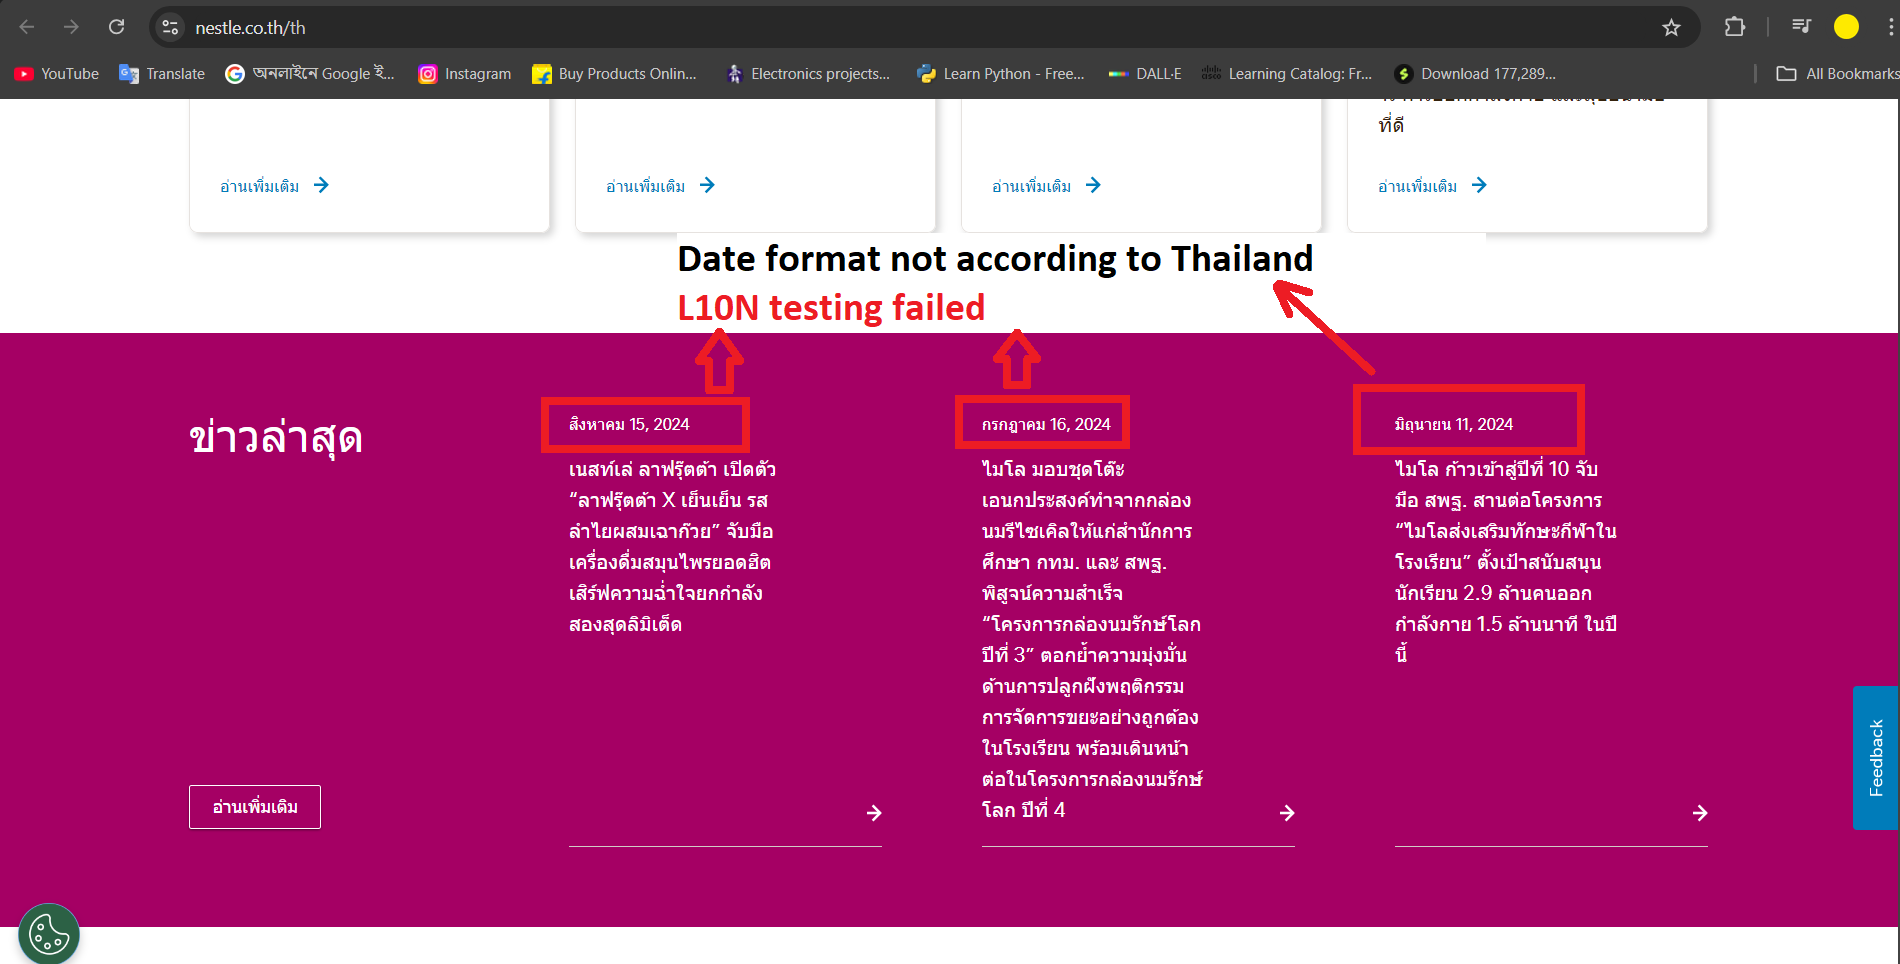 nestle.co.th/th
YouTube
Translate
অনলাইনে Google ই...
Instagram
Buy Products Onlin...
Electronics projects...
Learn Python - Free...
DALL·E
Learning Catalog: Fr...
Download 177,289...
All Bookmarks
ที่ดี
อ่านเพิ่มเติม
อ่านเพิ่มเติม
อ่านเพิ่มเติม
อ่านเพิ่มเติม
Date format not according to Thailand
L10N testing failed
ข่าวล่าสุด
อ่านเพิ่มเติม
สิงหาคม 15, 2024
เนสท์เล่ ลาฟรุ๊ตต้า เปิดตัว
“ลาฟรุ๊ตต้า X เย็นเย็น รส
ลำไยผสมเฉาก๊วย” จับมือ
เครื่องดื่มสมุนไพรยอดฮิต
เสิร์ฟความฉ่ำใจยกกำลัง
สองสุดลิมิเต็ด
กรกฎาคม 16, 2024
ไมโล มอบชุดโต๊ะ
เอนกประสงค์ทำจากกล่อง
นมรีไซเคิลให้แก่สำนักการ
ศึกษา กทม. และ สพฐ.
พิสูจน์ความสำเร็จ
“โครงการกล่องนมรักษ์โลก
ปีที่ 3” ตอกย้ำความมุ่งมั่น
ด้านการปลูกฝังพฤติกรรม
การจัดการขยะอย่างถูกต้อง
ในโรงเรียน พร้อมเดินหน้า
ต่อในโครงการกล่องนมรักษ์
โลก ปีที่ 4
มิถุนายน 11, 2024
ไมโล ก้าวเข้าสู่ปีที่ 10 จับ
มือ สพฐ. สานต่อโครงการ
“ไมโลส่งเสริมทักษะกีฬาใน
โรงเรียน” ตั้งเป้าสนับสนุน
นักเรียน 2.9 ล้านคนออก
กำลังกาย 1.5 ล้านนาที ในปี
นี้
Feedback